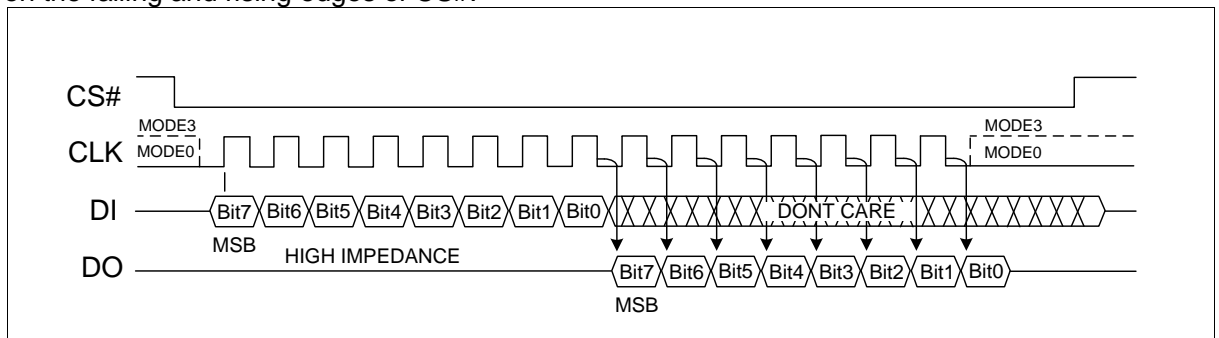 on the falling and rising edges of CS#.
CS#
MODE3
MODE3
CLK
MODE0
MODE0
DI
Bit7 Bit6 Bit5 Bit4 Bit3 Bit2 Bit1 Bit0 DONT CARE
MSB
HIGH IMPEDANCE
DO
Bit7 Bit6 Bit5 Bit4 Bit3 Bit2 Bit1 Bit0
MSB